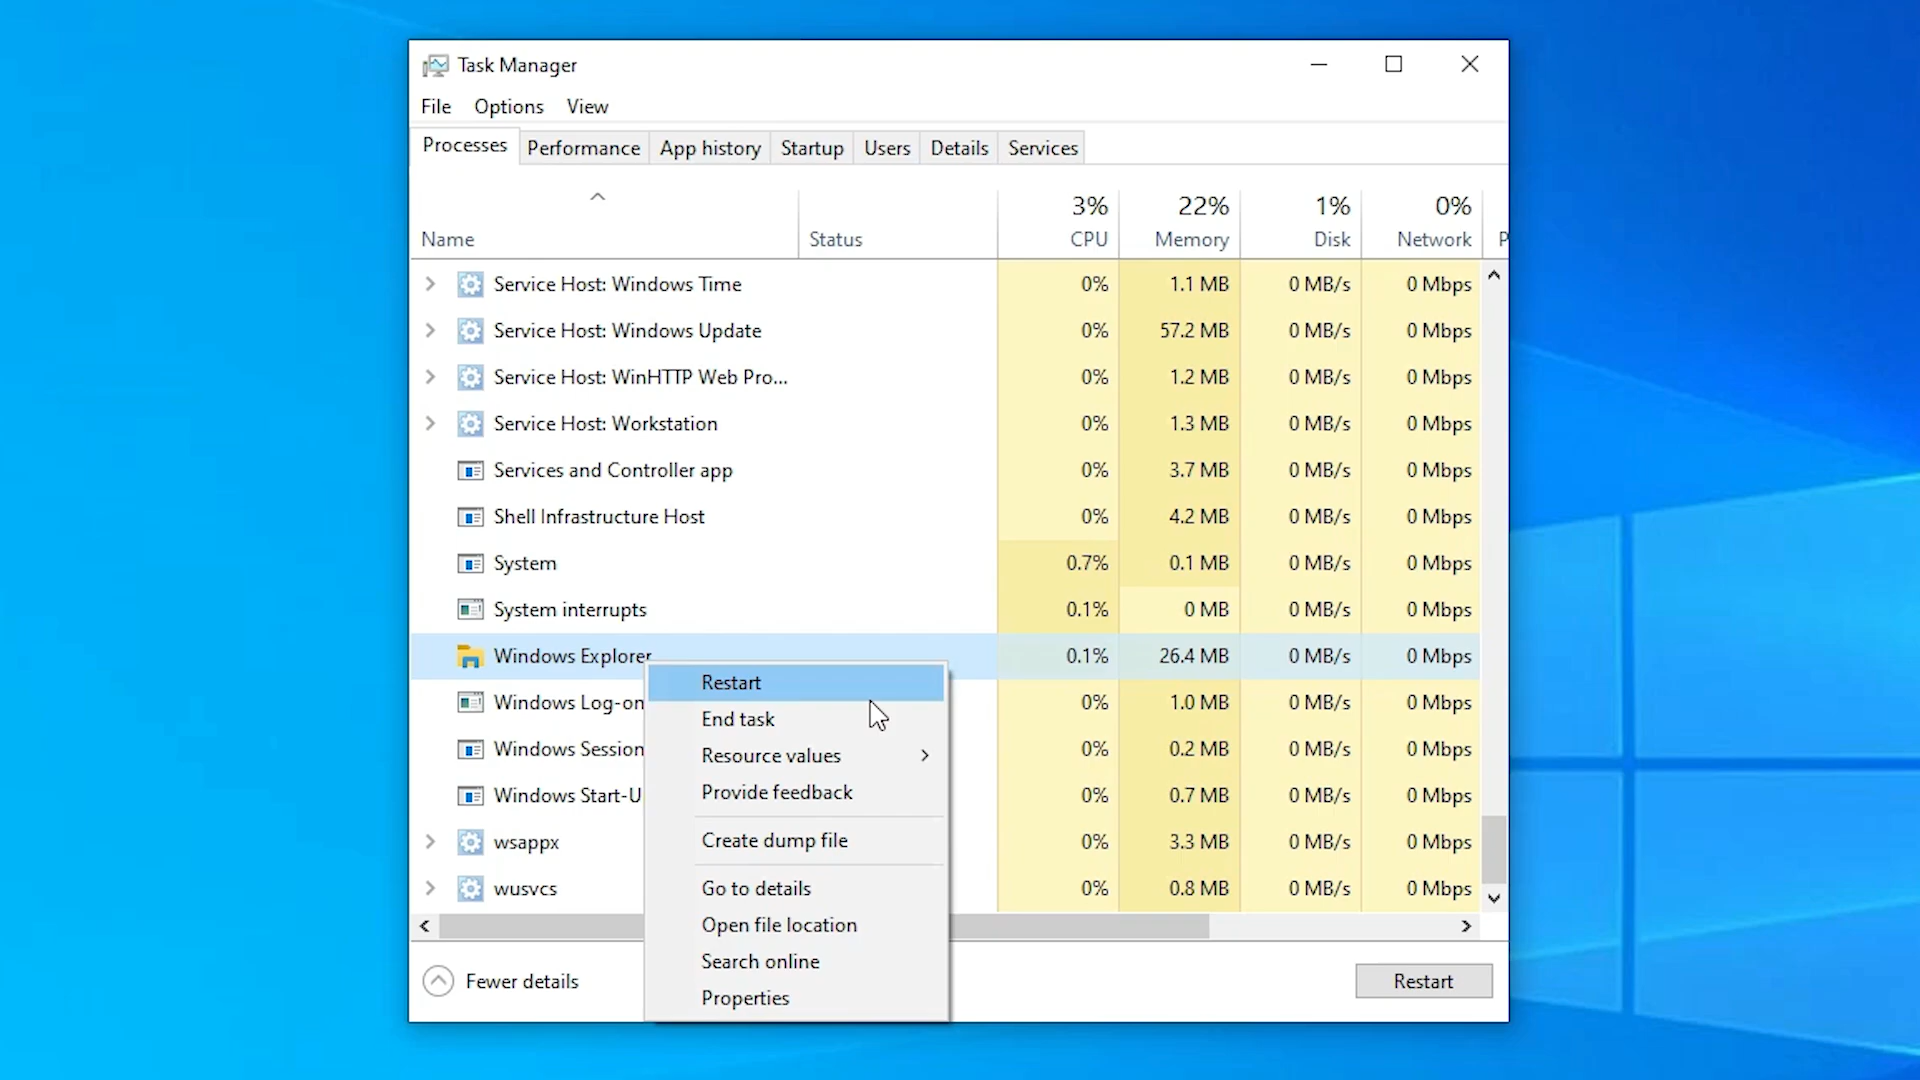 Task Manager
File Options View
Processes Performance App history Startup Users Details Services
3% 22% 1% 0%
Name Status CPU Memory Disk Network P
Service Host: Windows Time 0% 1.1 MB 0 MB/s 0 Mbps
Service Host: Windows Update 0% 57.2 MB 0 MB/s 0 Mbps
Service Host: WinHTTP Web Pro... 0% 1.2 MB 0 MB/s 0 Mbps
Service Host: Workstation 0% 1.3 MB 0 MB/s 0 Mbps
Services and Controller app 0% 3.7 MB 0 MB/s 0 Mbps
Shell Infrastructure Host 0% 4.2 MB 0 MB/s 0 Mbps
System 0.7% 0.1 MB 0 MB/s 0 Mbps
System interrupts 0.1% 0 MB 0 MB/s 0 Mbps
Windows Explorer 0.1% 26.4 MB 0 MB/s 0 Mbps
Windows Log-on 0% 1.0 MB 0 MB/s 0 Mbps
Windows Session 0% 0.2 MB 0 MB/s 0 Mbps
Windows Start-U 0% 0.7 MB 0 MB/s 0 Mbps
wsappx 0% 3.3 MB 0 MB/s 0 Mbps
wusvcs 0% 0.8 MB 0 MB/s 0 Mbps
Restart
End task
Resource values
Provide feedback
Create dump file
Go to details
Open file location
Search online
Properties
Fewer details Restart